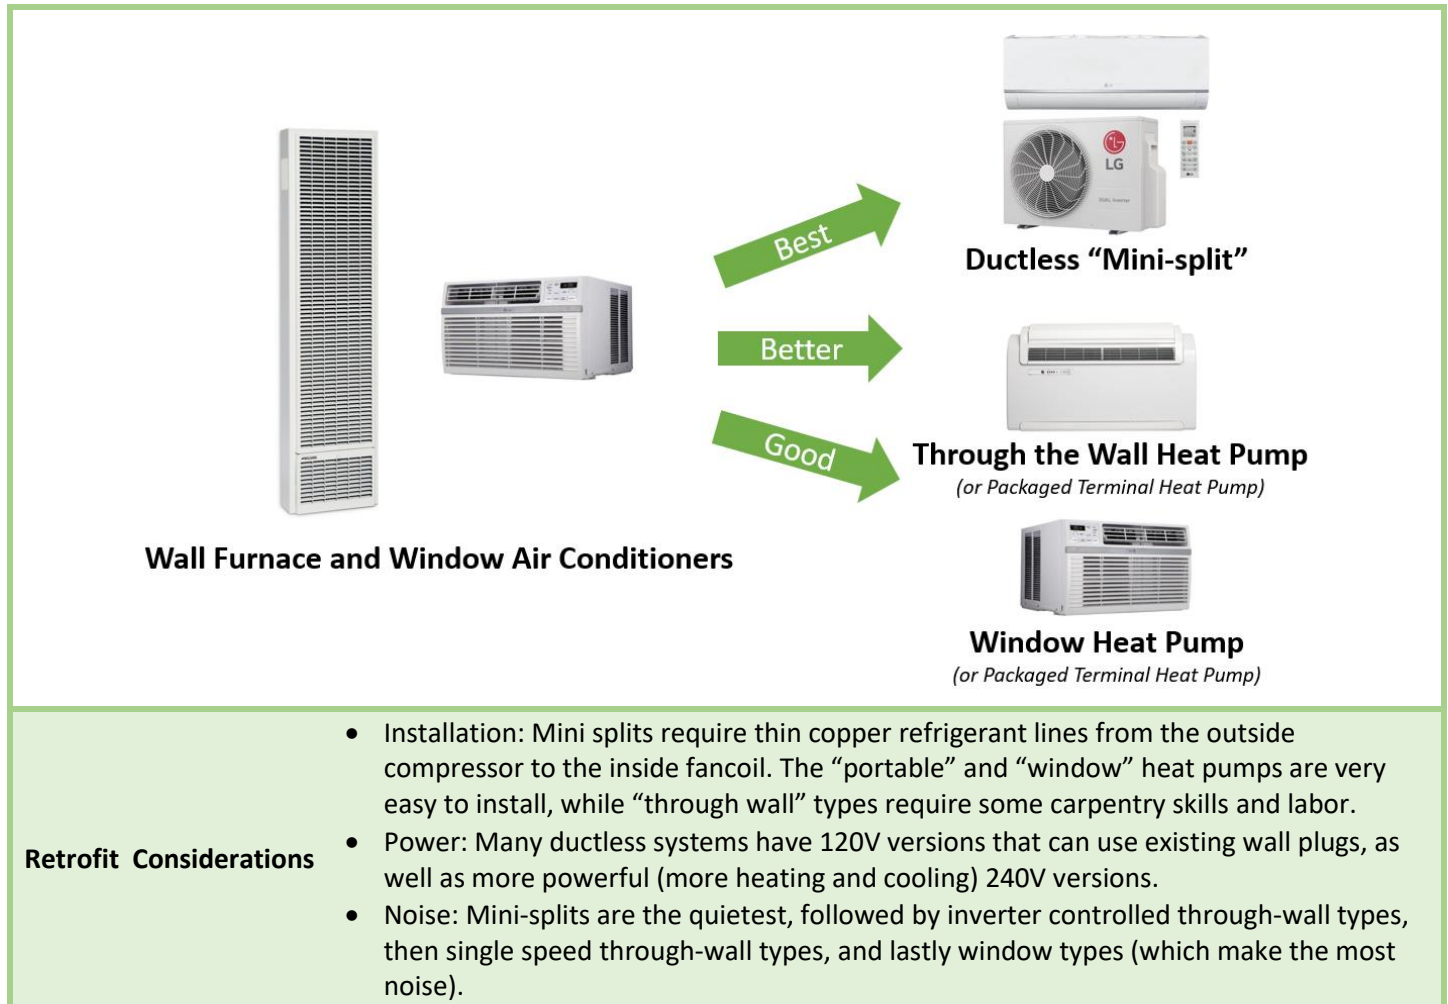 LG
Best
Ductless “Mini-split”
Better
Good
Through the Wall Heat Pump
(or Packaged Terminal Heat Pump)
Wall Furnace and Window Air Conditioners
Window Heat Pump
(or Packaged Terminal Heat Pump)
Retrofit Considerations
• Installation: Mini splits require thin copper refrigerant lines from the outside
compressor to the inside fancoil. The “portable” and “window” heat pumps are very
easy to install, while “through wall” types require some carpentry skills and labor.
• Power: Many ductless systems have 120V versions that can use existing wall plugs, as
well as more powerful (more heating and cooling) 240V versions.
• Noise: Mini-splits are the quietest, followed by inverter controlled through-wall types,
then single speed through-wall types, and lastly window types (which make the most
noise).